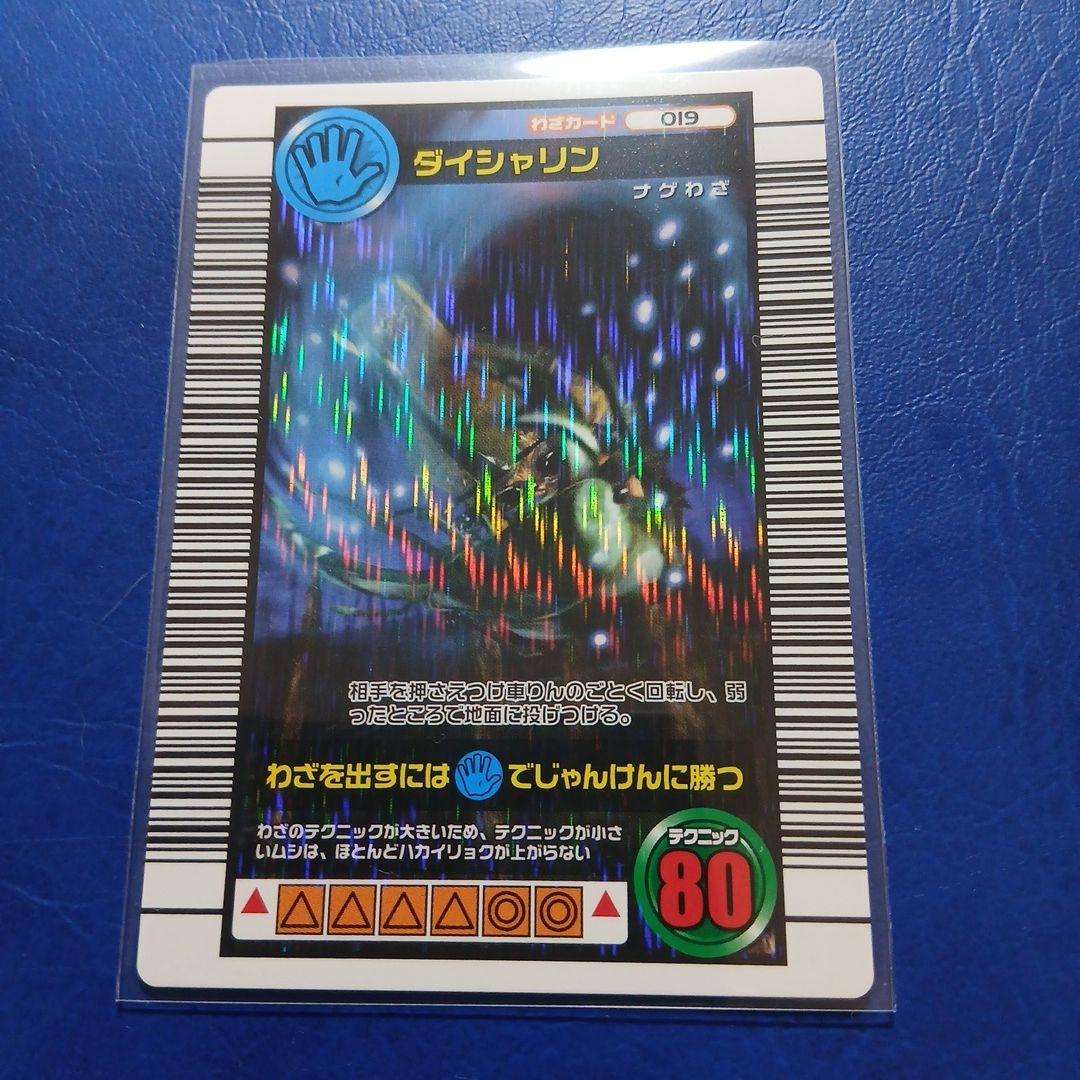 わざカード 019
ダイシャリン
ナゲわざ
相手を押さえつけ車りんのごとく回転し、弱
ったところで地面に投げつける。
わざを出すには でじゃんけんに勝つ
わざのテクニックが大きいため、テクニックが小さ
いムシは、ほとんどハカイリョクが上がらない
テクニック
80